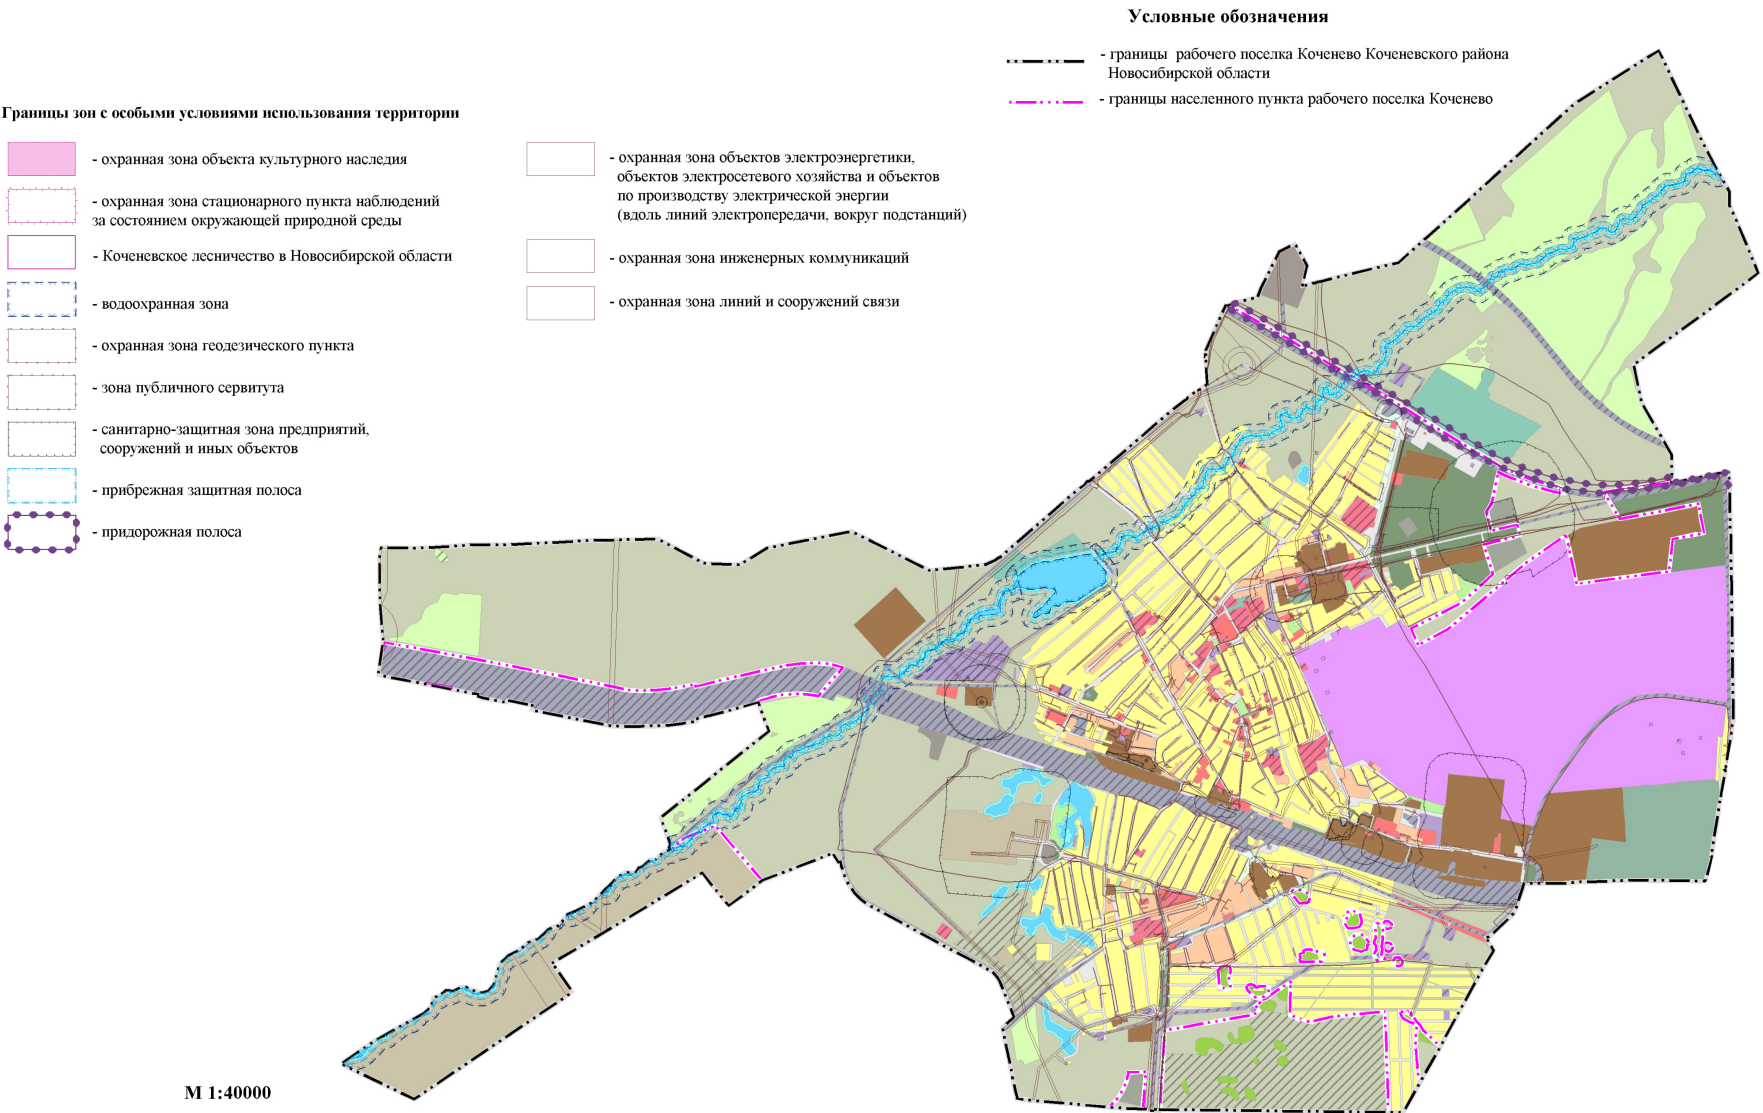 Условные обозначения
- границы рабочего поселка Коченево Коченевского района
Новосибирской области
- границы населенного пункта рабочего поселка Коченево
Границы зон с особыми условиями использования территории
- охранная зона объекта культурного наследия
- охранная зона стационарного пункта наблюдений
за состоянием окружающей природной среды
- Коченевское лесничество в Новосибирской области
- водоохранная зона
- охранная зона геодезического пункта
- зона публичного сервитута
- санитарно-защитная зона предприятий,
сооружений и иных объектов
- прибрежная защитная полоса
- придорожная полоса
- охранная зона объектов электроэнергетики,
объектов электросетевого хозяйства и объектов
по производству электрической энергии
(вдоль линий электропередачи, вокруг подстанций)
- охранная зона инженерных коммуникаций
- охранная зона линий и сооружений связи
М 1:40000